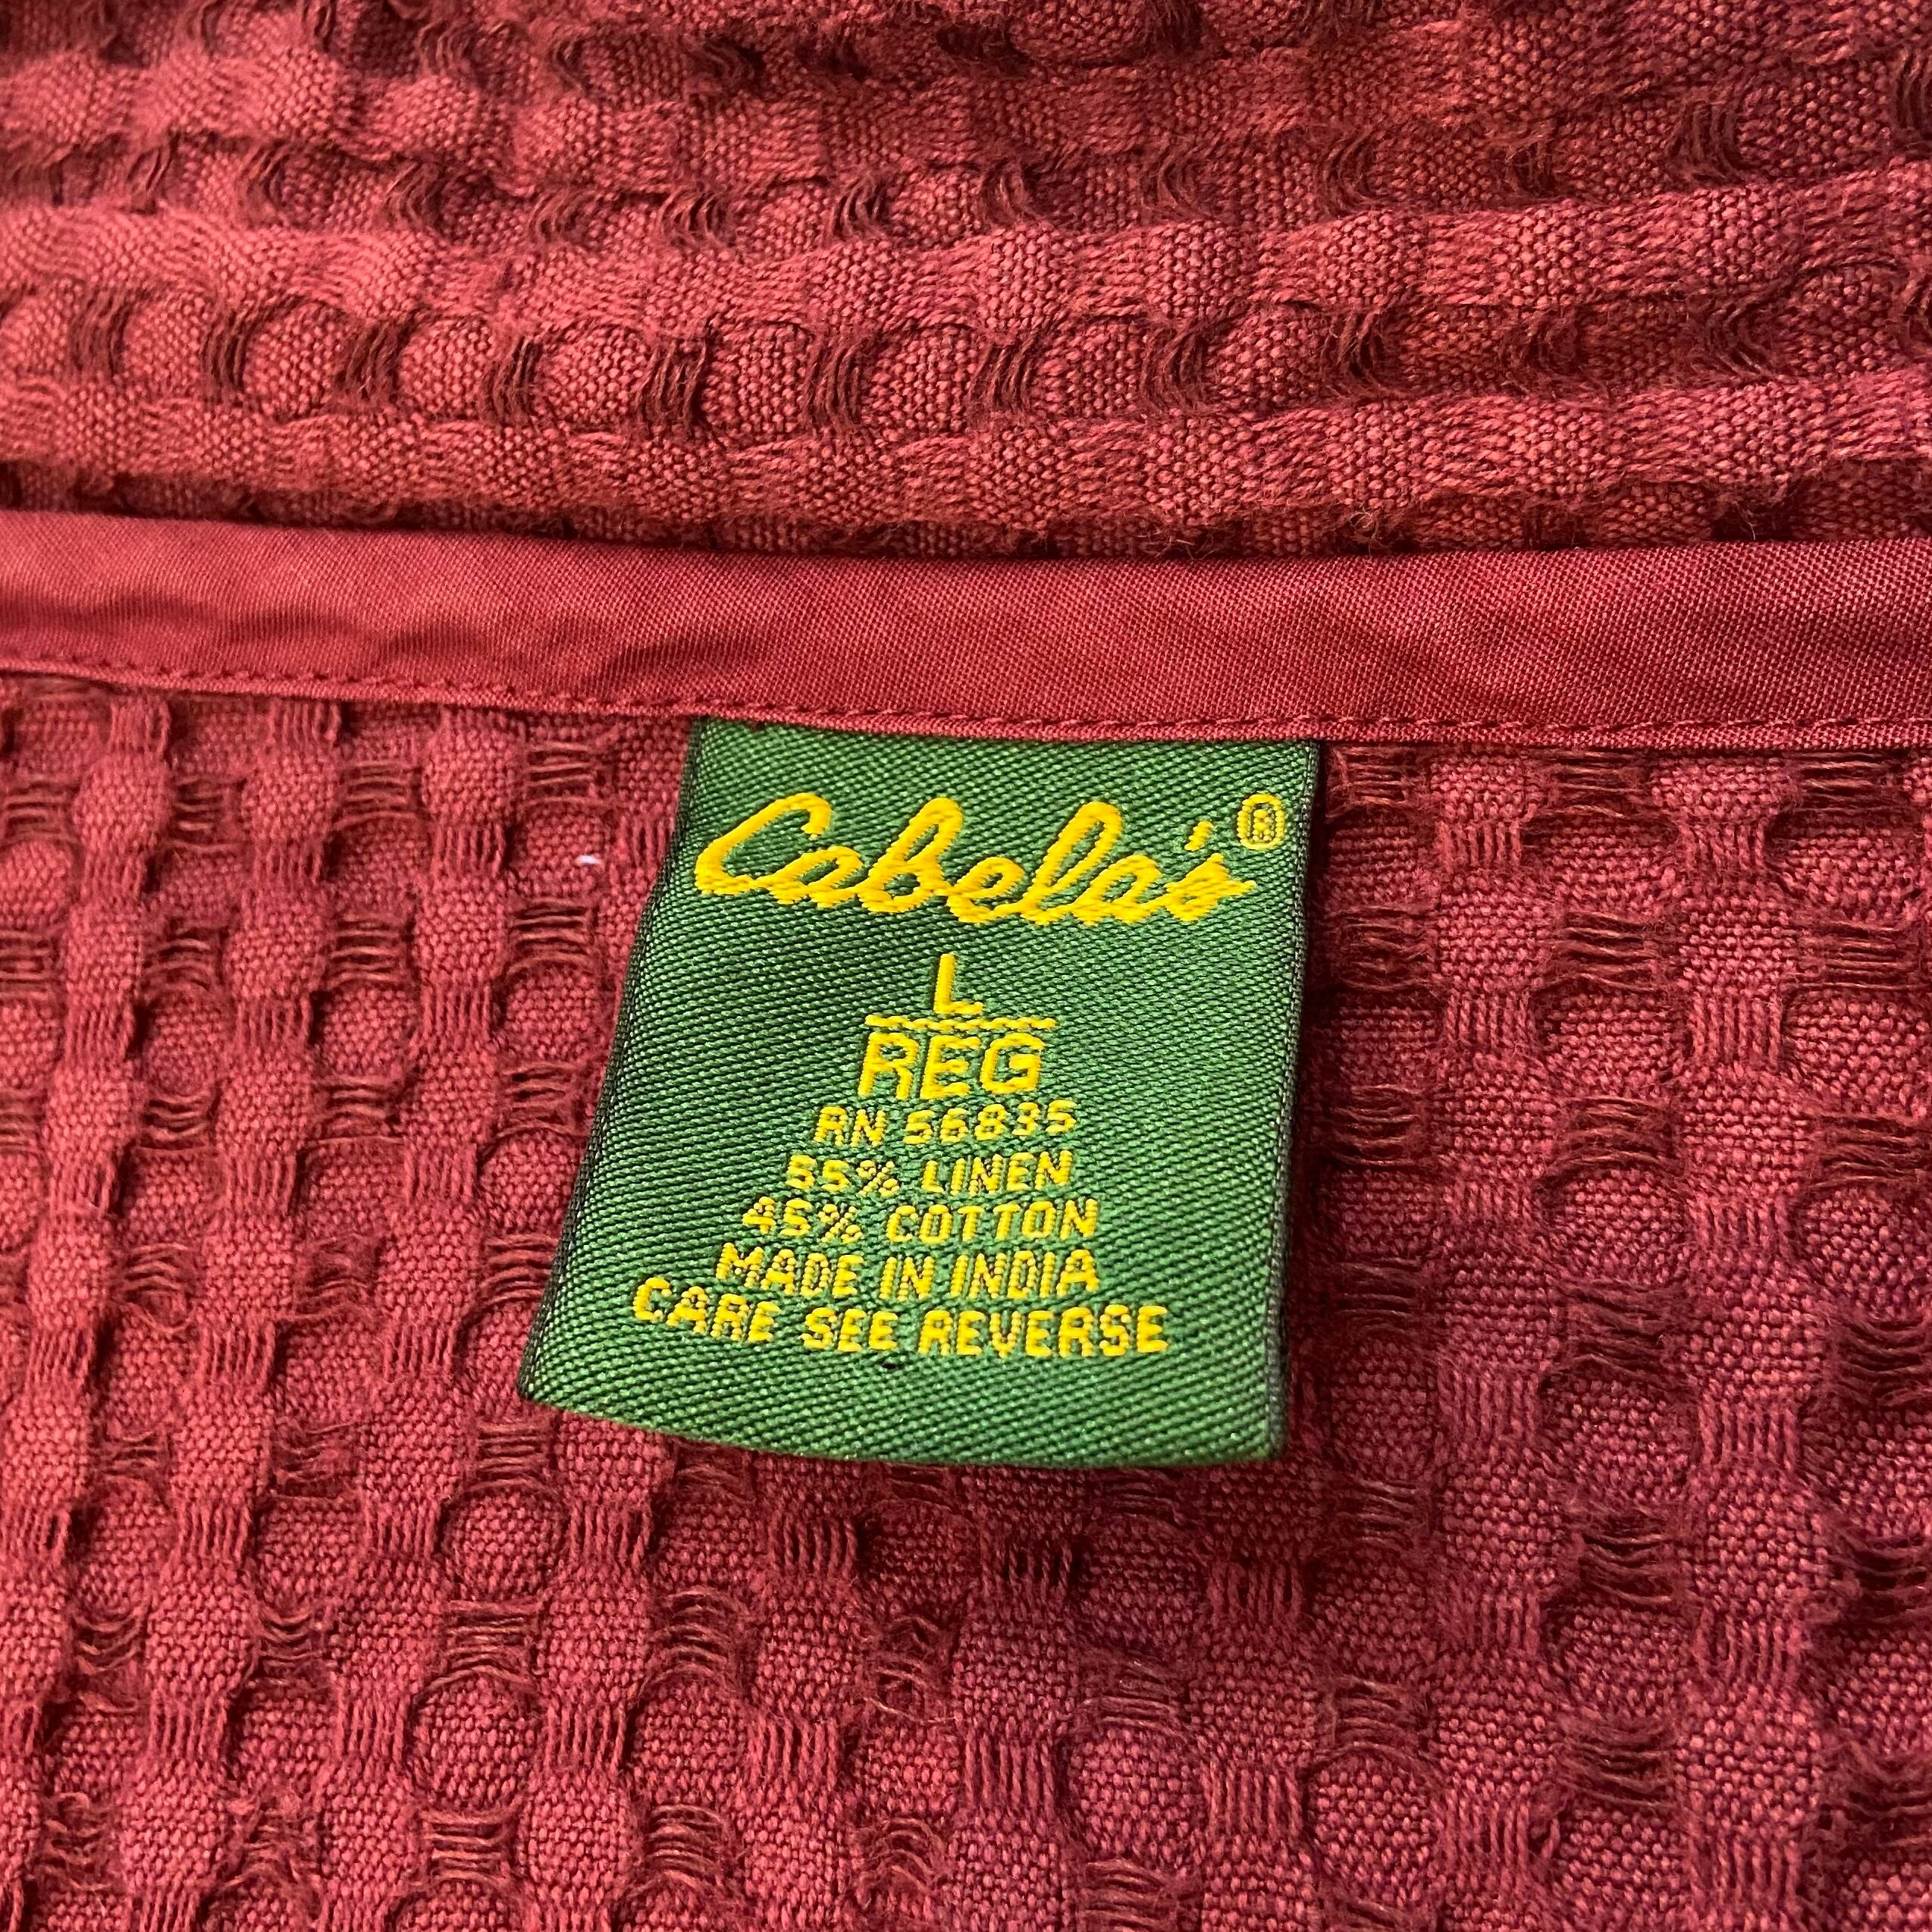 Cabela's®
L
REG
RN 56835
55% LINEN
45% COTTON
MADE IN INDIA
CARE SEE REVERSE